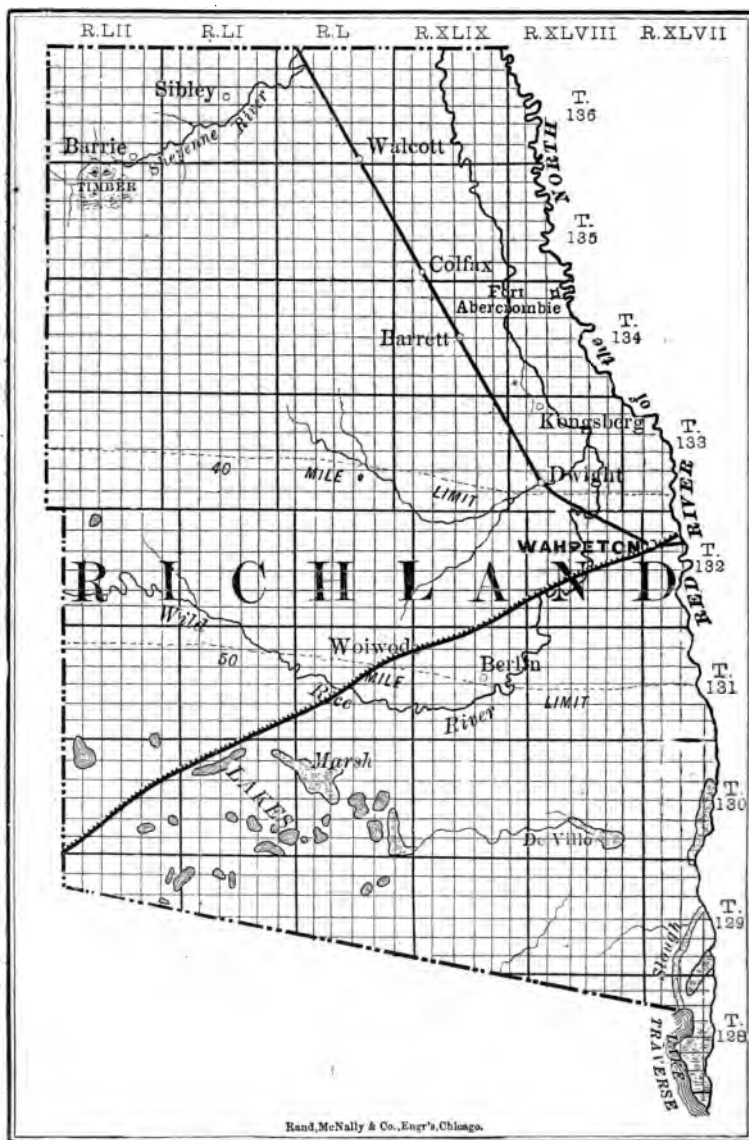 R.LII R.LI R.L R.XLIX R.XLVIII R.XLVII
Sibley
T.
136
Barrie
Sheyenne River
Walcott
TIMBER
NORTH
T.
135
Colfax
Fort
Abercrombie
T.
134
Barrett
of the
Kongsberg
T.
133
40 MILE LIMIT
Dwight
RED RIVER
WAHPETON
T.
132
RICHLAND
Wild Rice River
Woiwod
50 MILE LIMIT
Berlin
T.
131
Marsh
LAKES
T.
130
De Villo
T.
129
Slough
T.
128
LAKE
TRAVERSE
Rand, McNally & Co., Engr's, Chicago.